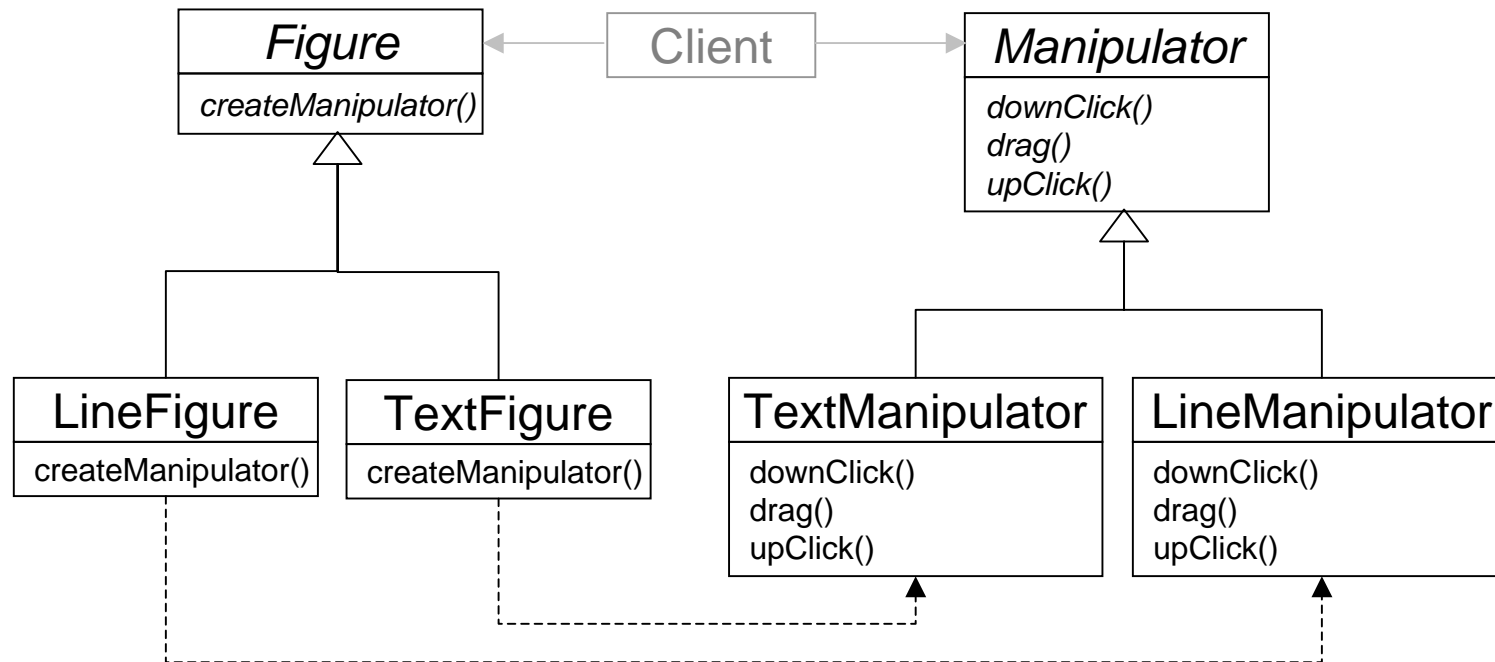 Figure
createManipulator()
Client
Manipulator
downClick()
drag()
upClick()
LineFigure
createManipulator()
TextFigure
createManipulator()
TextManipulator
downClick()
drag()
upClick()
LineManipulator
downClick()
drag()
upClick()